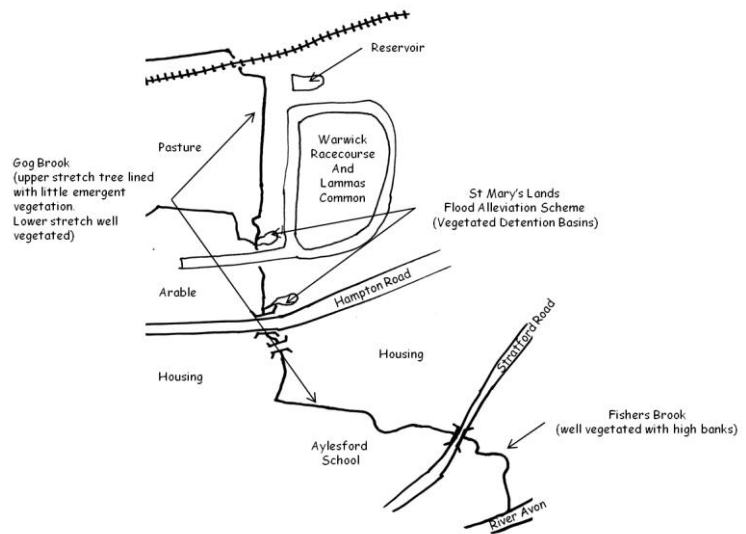 Reservoir
Pasture
Warwick
Racecourse
And
Lammas
Common
Gog Brook
(upper stretch tree lined
with little emergent
vegetation.
Lower stretch well
vegetated)
St Mary's Lands
Flood Alleviation Scheme
(Vegetated Detention Basins)
Arable
Hampton Road
Housing
Housing
Stratford Road
Fishers Brook
(well vegetated with high banks)
Aylesford
School
River Avon